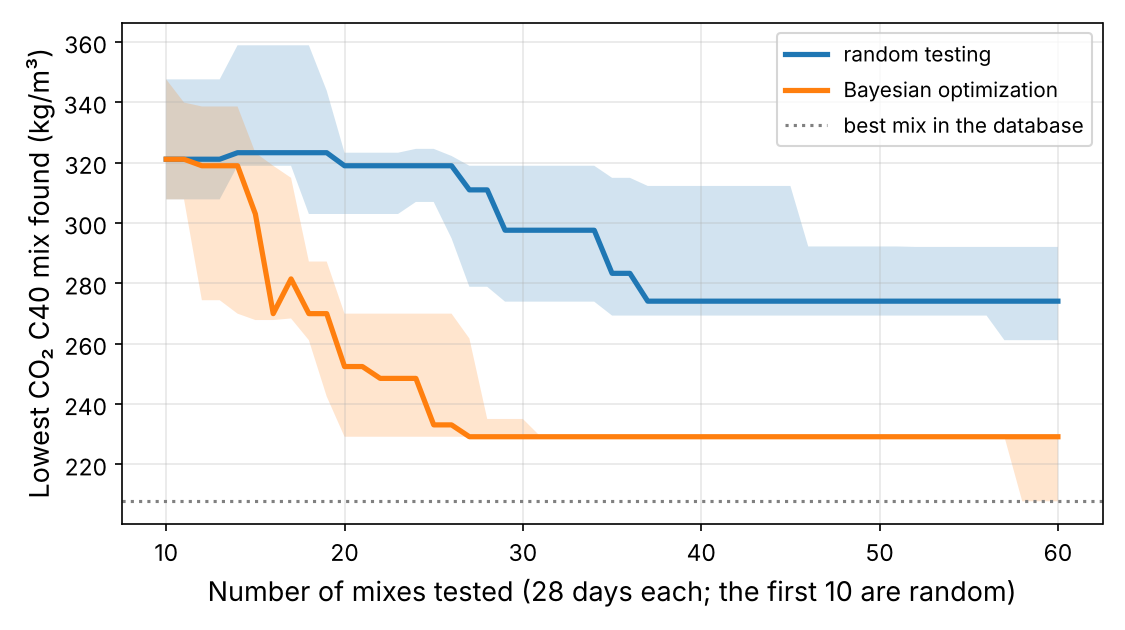 Lowest CO₂ C40 mix found (kg/m³)
360
340
320
300
280
260
240
220
random testing
Bayesian optimization
best mix in the database
10 20 30 40 50 60
Number of mixes tested (28 days each; the first 10 are random)